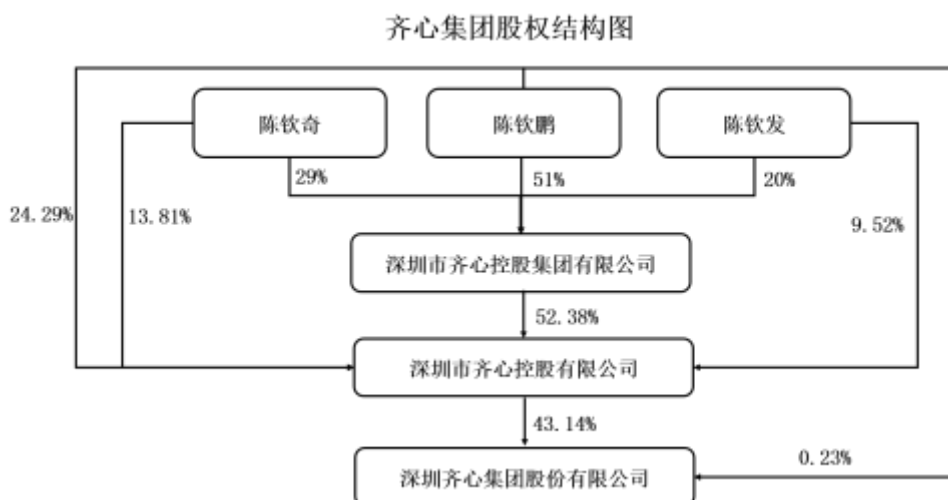 齐心集团股权结构图
陈钦奇
陈钦鹏
陈钦发
29%
51%
20%
24.29%
13.81%
9.52%
深圳市齐心控股集团有限公司
52.38%
深圳市齐心控股有限公司
43.14%
0.23%
深圳齐心集团股份有限公司